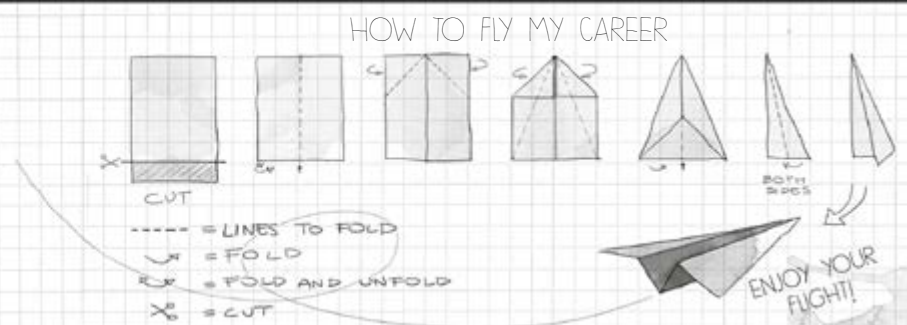 HOW TO FLY MY CAREER
CUT
BOTH
SIDES
----- = LINES TO FOLD
= FOLD
= FOLD AND UNFOLD
= CUT
ENJOY YOUR
FLIGHT!